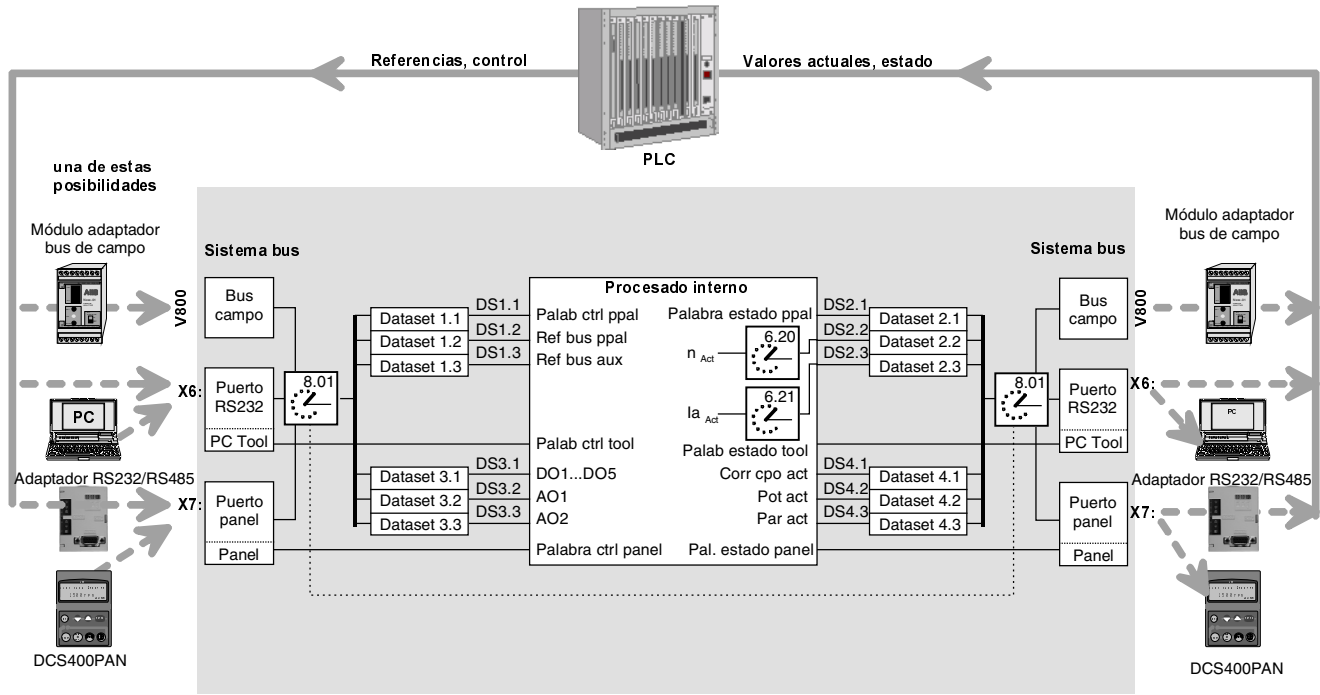 Referencias, control
Valores actuales, estado
PLC
una de estas
posibilidades
Módulo adaptador
bus de campo
ABB
V800
X6:
PC
Adaptador RS232/RS485
X7:
DCS400PAN
Sistema bus
Bus
campo
Puerto
RS232
PC Tool
Puerto
panel
Panel
8.01
Dataset 1.1
Dataset 1.2
Dataset 1.3
Dataset 3.1
Dataset 3.2
Dataset 3.3
DS1.1
DS1.2
DS1.3
DS3.1
DS3.2
DS3.3
Procesado interno
Palab ctrl ppal
Ref bus ppal
Ref bus aux
Palab ctrl tool
DO1...DO5
AO1
AO2
Palabra ctrl panel
Palabra estado ppal
n Act
6.20
Ia Act
6.21
Palab estado tool
Corr cpo act
Pot act
Par act
Pal. estado panel
DS2.1
DS2.2
DS2.3
DS4.1
DS4.2
DS4.3
Dataset 2.1
Dataset 2.2
Dataset 2.3
Dataset 4.1
Dataset 4.2
Dataset 4.3
8.01
Sistema bus
Bus
campo
Puerto
RS232
PC Tool
Puerto
panel
Panel
Módulo adaptador
bus de campo
ABB
V800
X6:
PC
Adaptador RS232/RS485
X7:
DCS400PAN